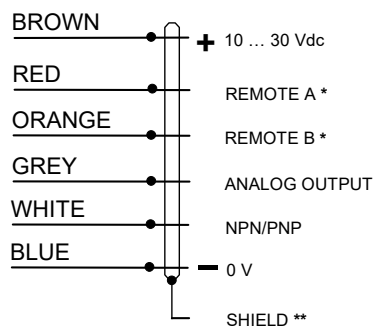 BROWN + 10 … 30 Vdc
RED REMOTE A *
ORANGE REMOTE B *
GREY ANALOG OUTPUT
WHITE NPN/PNP
BLUE – 0 V
SHIELD **